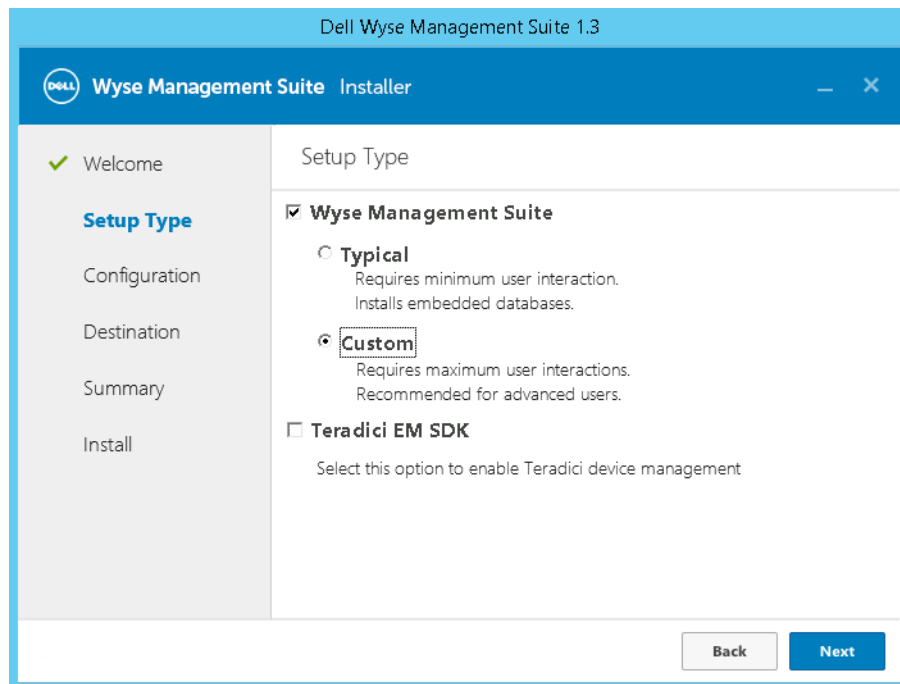 Dell Wyse Management Suite 1.3
DELL Wyse Management Suite Installer
Welcome
Setup Type
Configuration
Destination
Summary
Install
Setup Type
Wyse Management Suite
Typical
Requires minimum user interaction.
Installs embedded databases.
Custom
Requires maximum user interactions.
Recommended for advanced users.
Teradici EM SDK
Select this option to enable Teradici device management
Back
Next